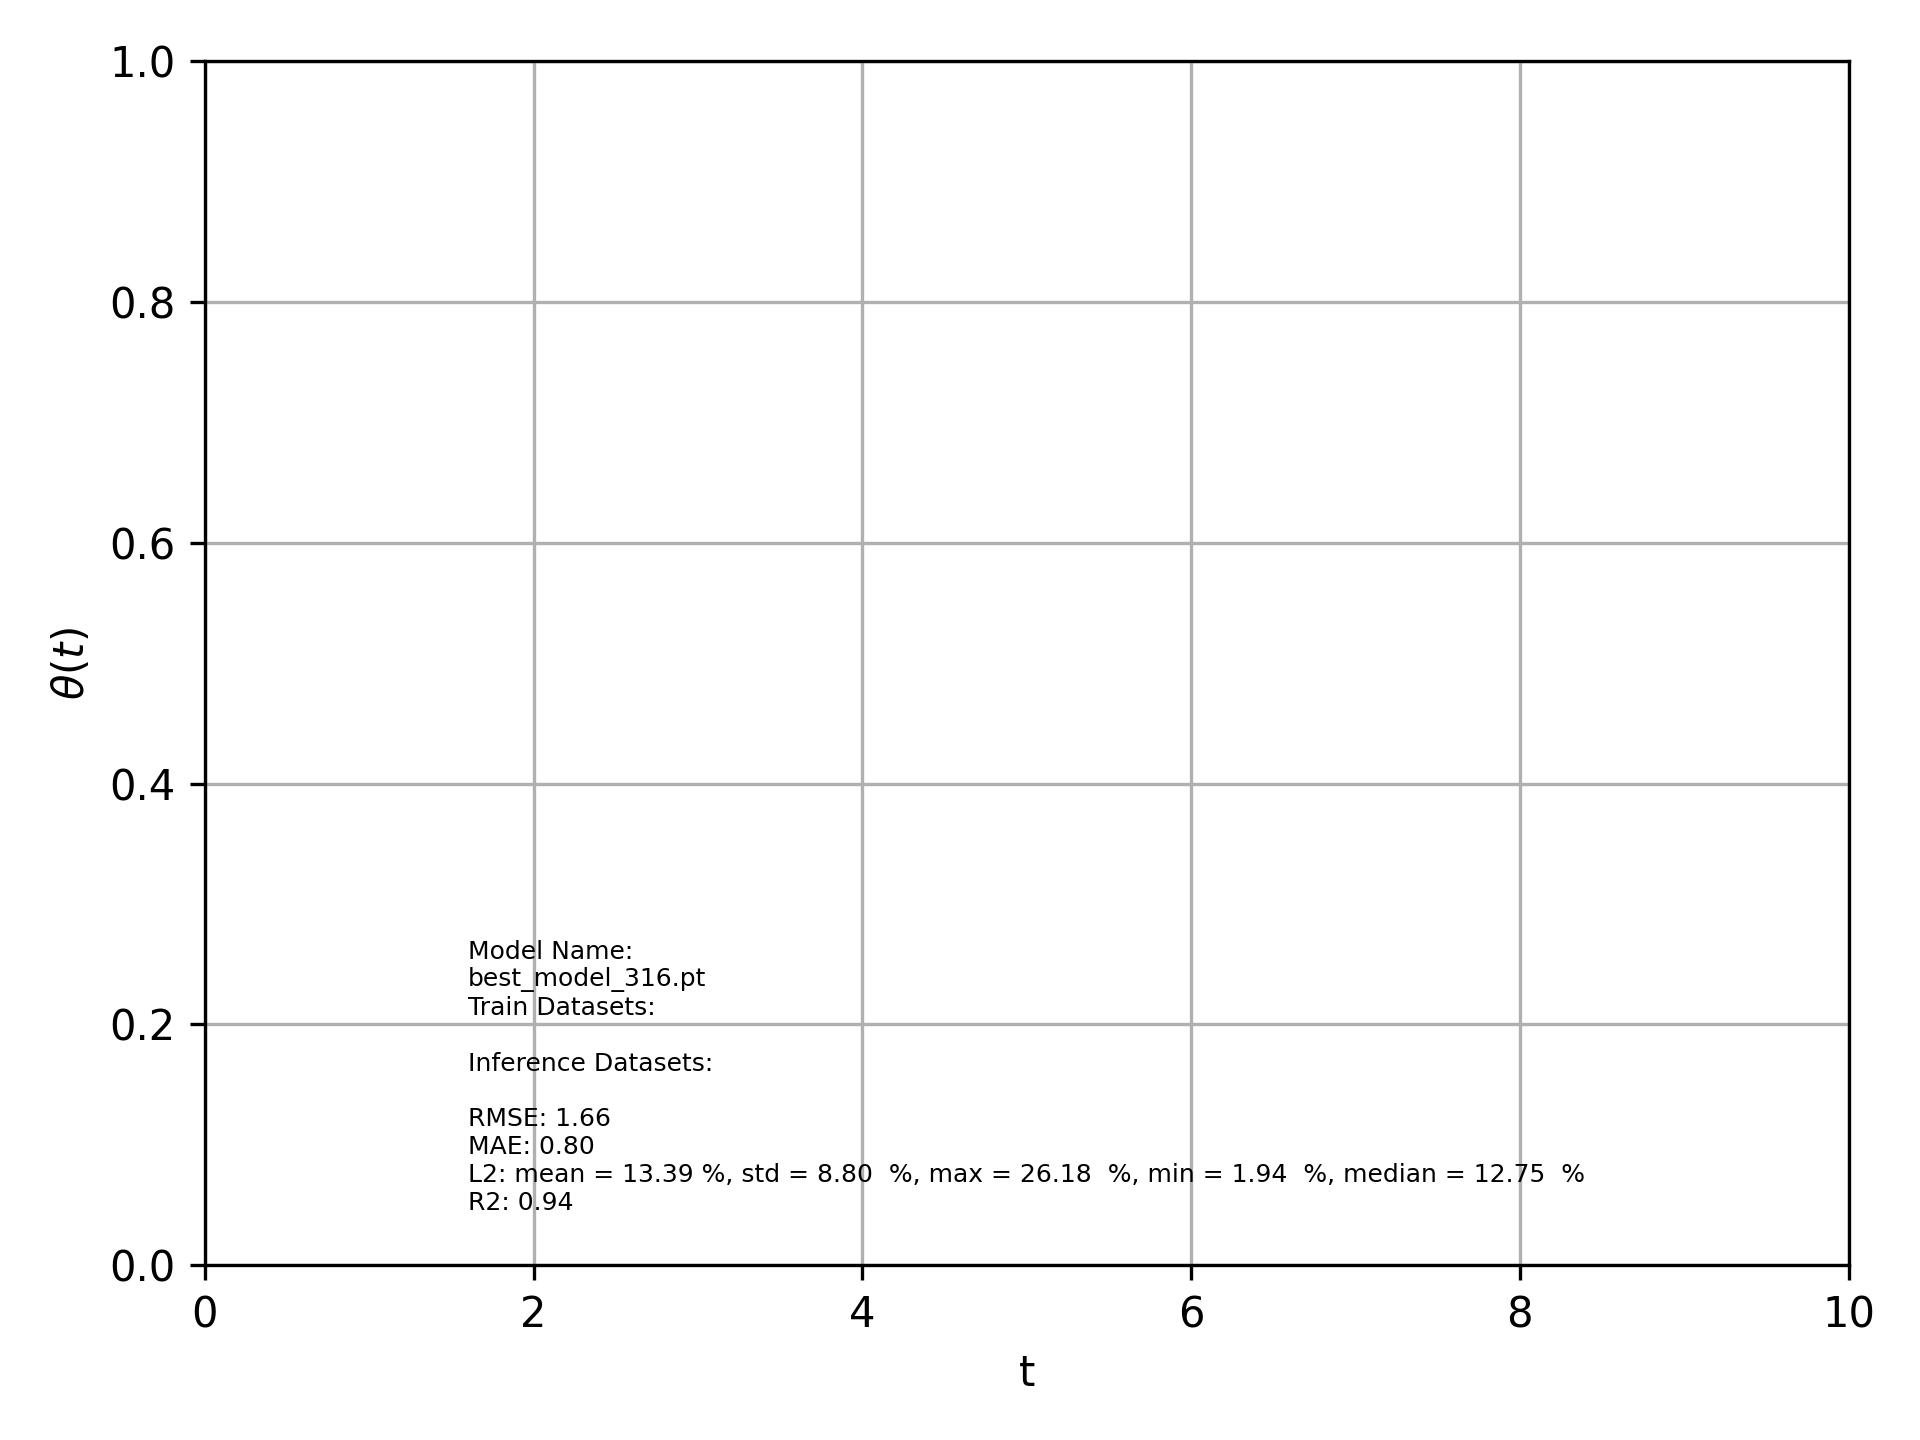 1.0
0.8
0.6
0.4
0.2
0.0
θ(t)
Model Name:
best_model_316.pt
Train Datasets:
Inference Datasets:
RMSE: 1.66
MAE: 0.80
L2: mean = 13.39 %, std = 8.80  %, max = 26.18  %, min = 1.94  %, median = 12.75  %
R2: 0.94
0 2 4 6 8 10
t